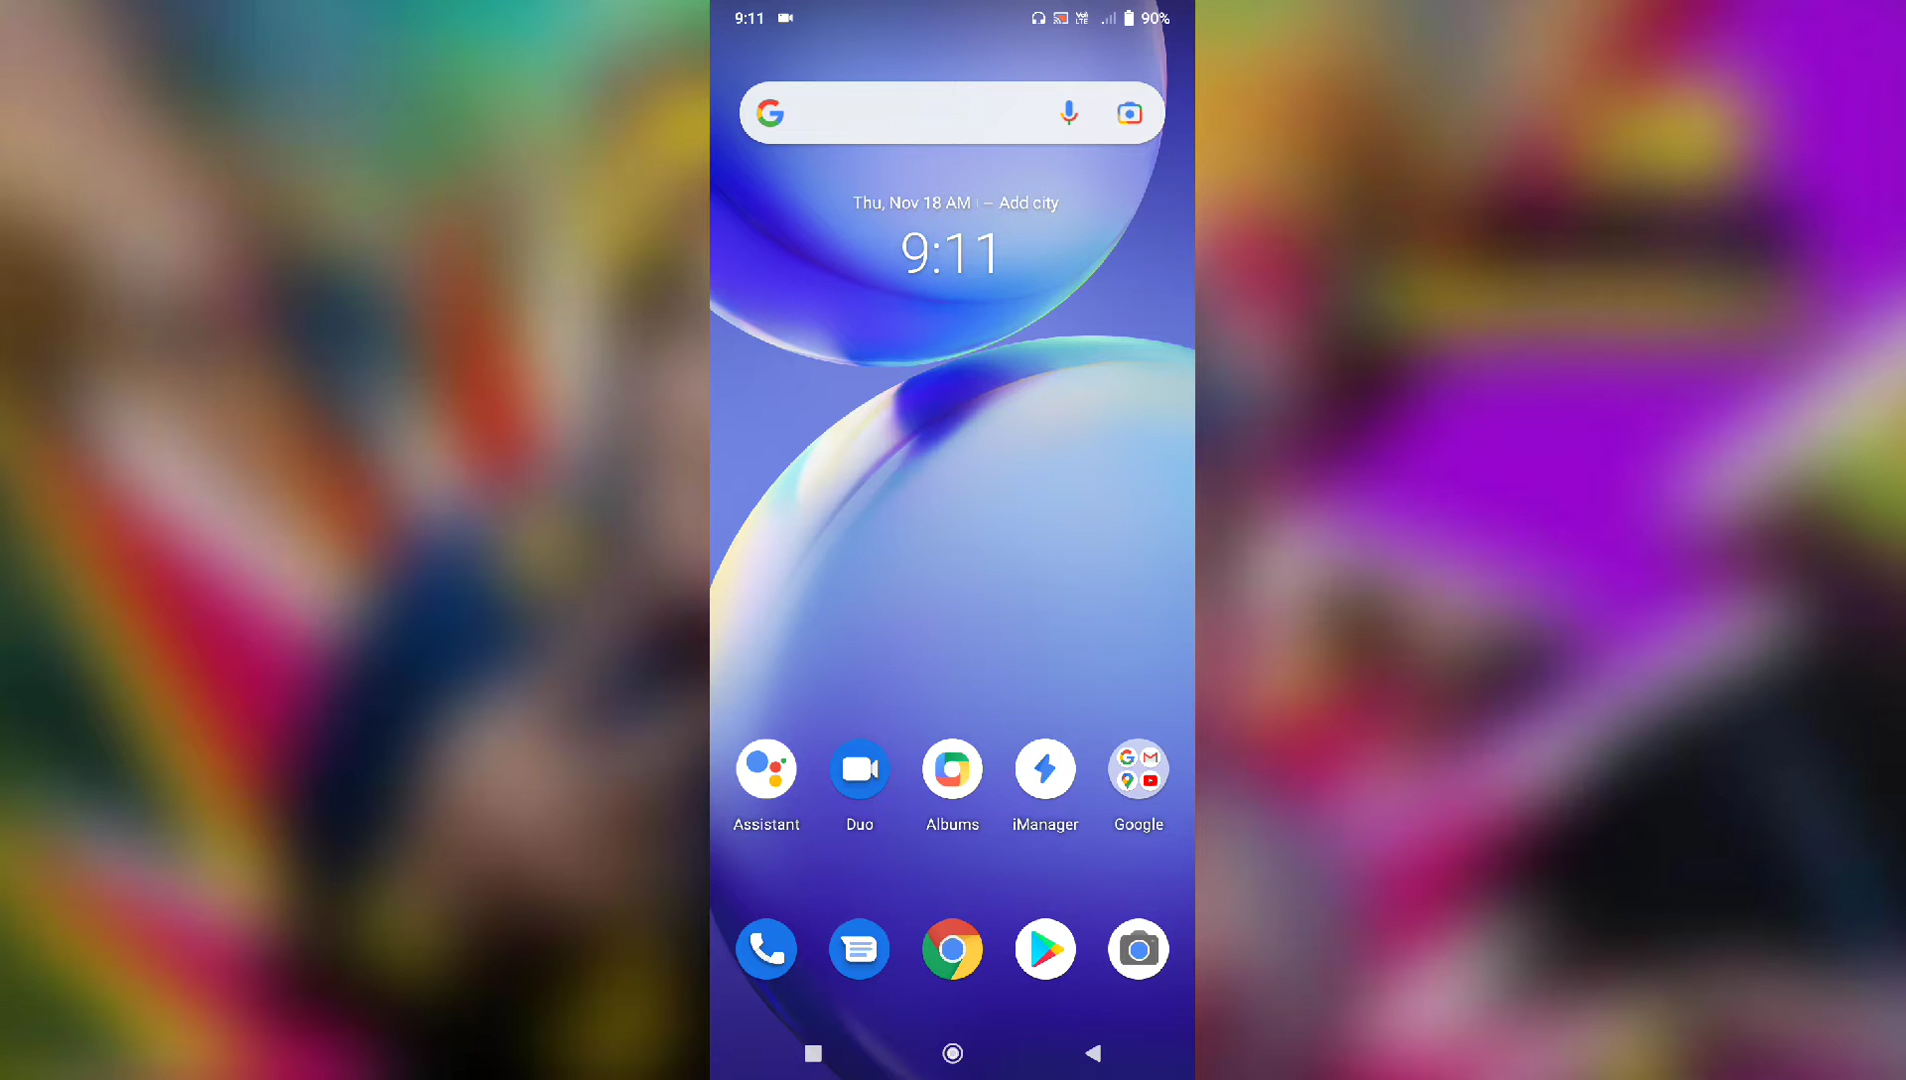 9:11 90%
Thu, Nov 18 AM – Add city
9:11
Assistant Duo Albums iManager Google